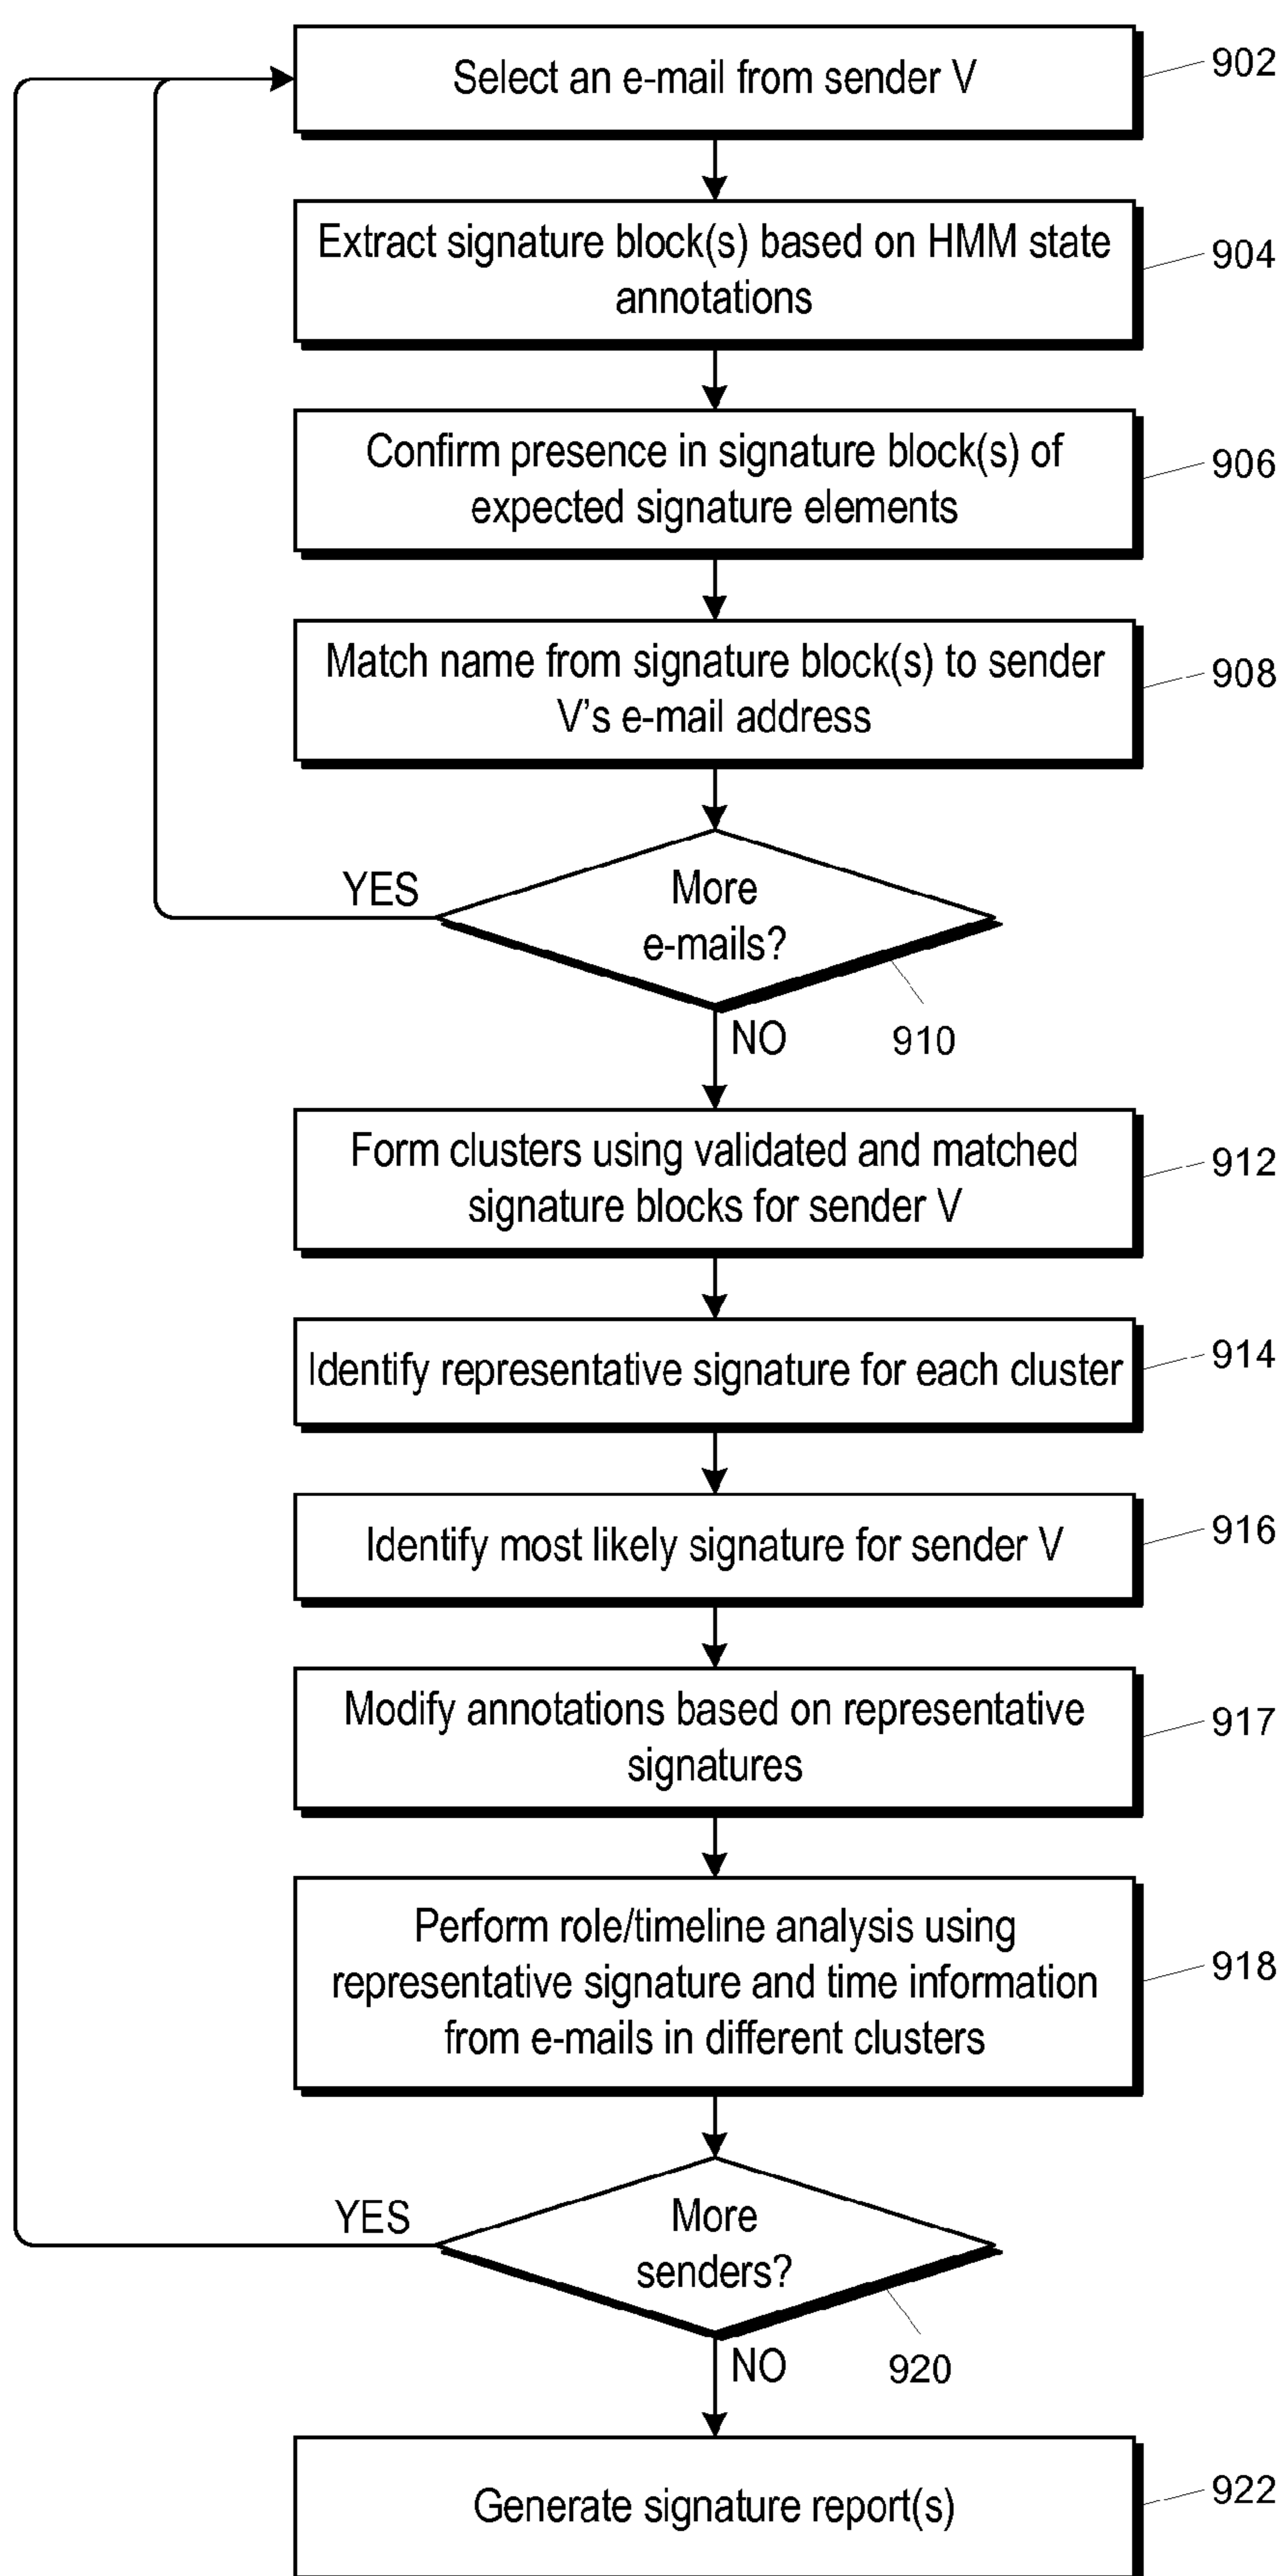 Select an e-mail from sender V
902
Extract signature block(s) based on HMM state
annotations
904
Confirm presence in signature block(s) of
expected signature elements
906
Match name from signature block(s) to sender
V's e-mail address
908
More
e-mails?
YES
NO
910
Form clusters using validated and matched
signature blocks for sender V
912
Identify representative signature for each cluster
914
Identify most likely signature for sender V
916
Modify annotations based on representative
signatures
917
Perform role/timeline analysis using
representative signature and time information
from e-mails in different clusters
918
More
senders?
YES
NO
920
Generate signature report(s)
922